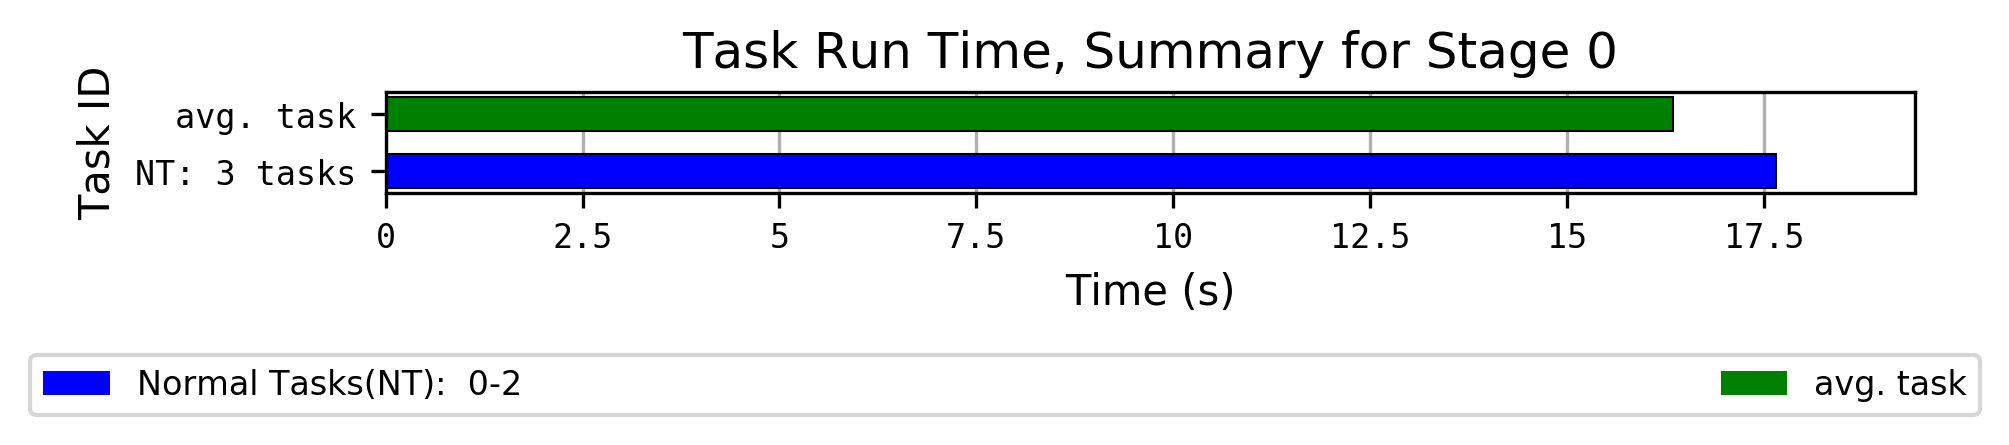 Task Run Time, Summary for Stage 0
Task ID
avg. task
NT: 3 tasks
0 2.5 5 7.5 10 12.5 15 17.5
Time (s)
Normal Tasks(NT):  0-2 avg. task